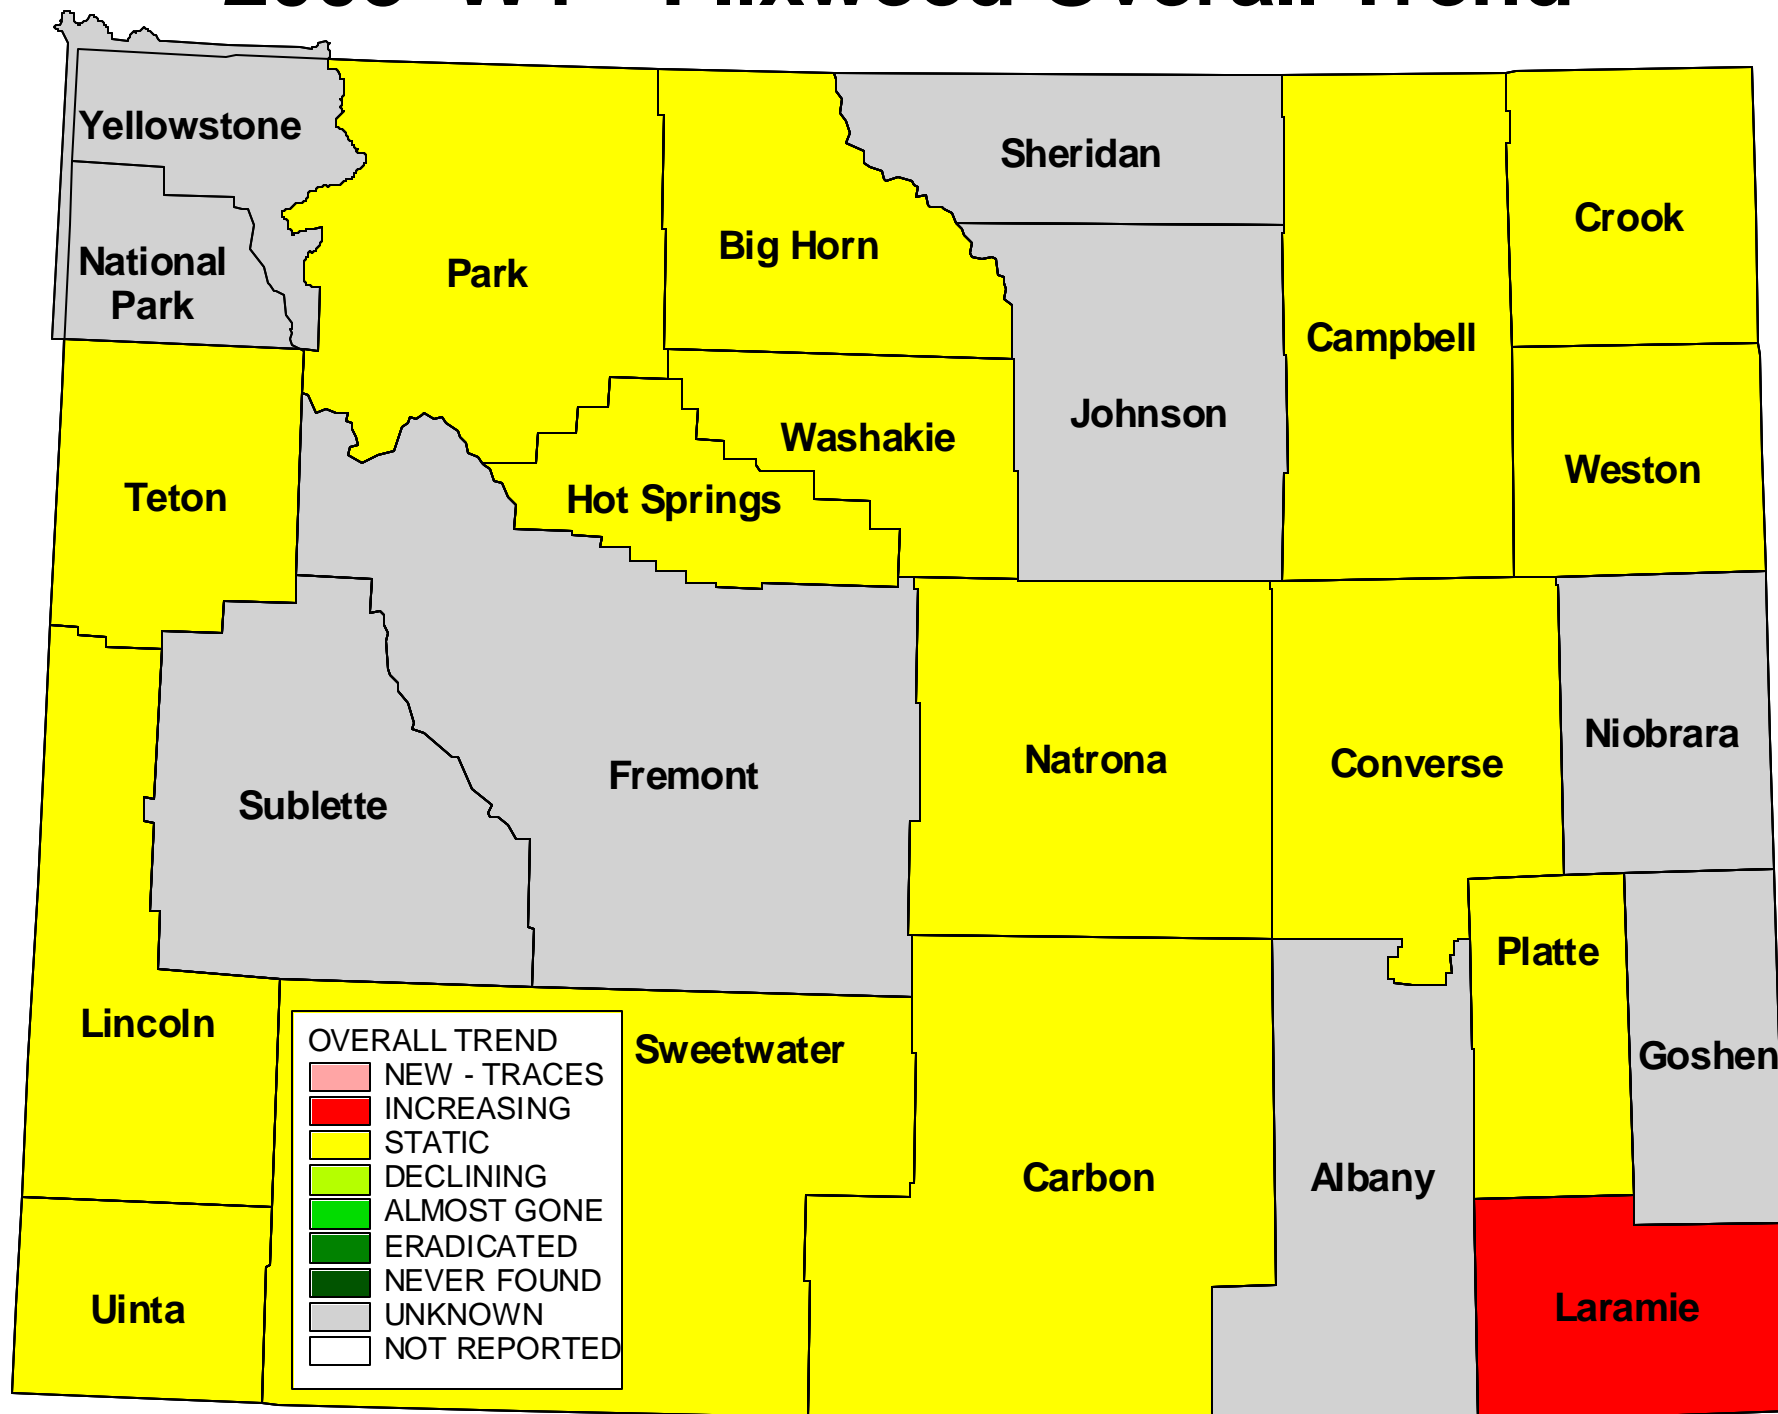 Overall Trend
Yellowstone
Sheridan
Crook
Big Horn
National
Park
Park
Campbell
Johnson
Washakie
Weston
Teton
Hot Springs
Niobrara
Natrona
Converse
Fremont
Sublette
Platte
Lincoln
Sweetwater
Goshen
Carbon
Albany
Uinta
Laramie
OVERALL TREND
NEW - TRACES
INCREASING
STATIC
DECLINING
ALMOST GONE
ERADICATED
NEVER FOUND
UNKNOWN
NOT REPORTED